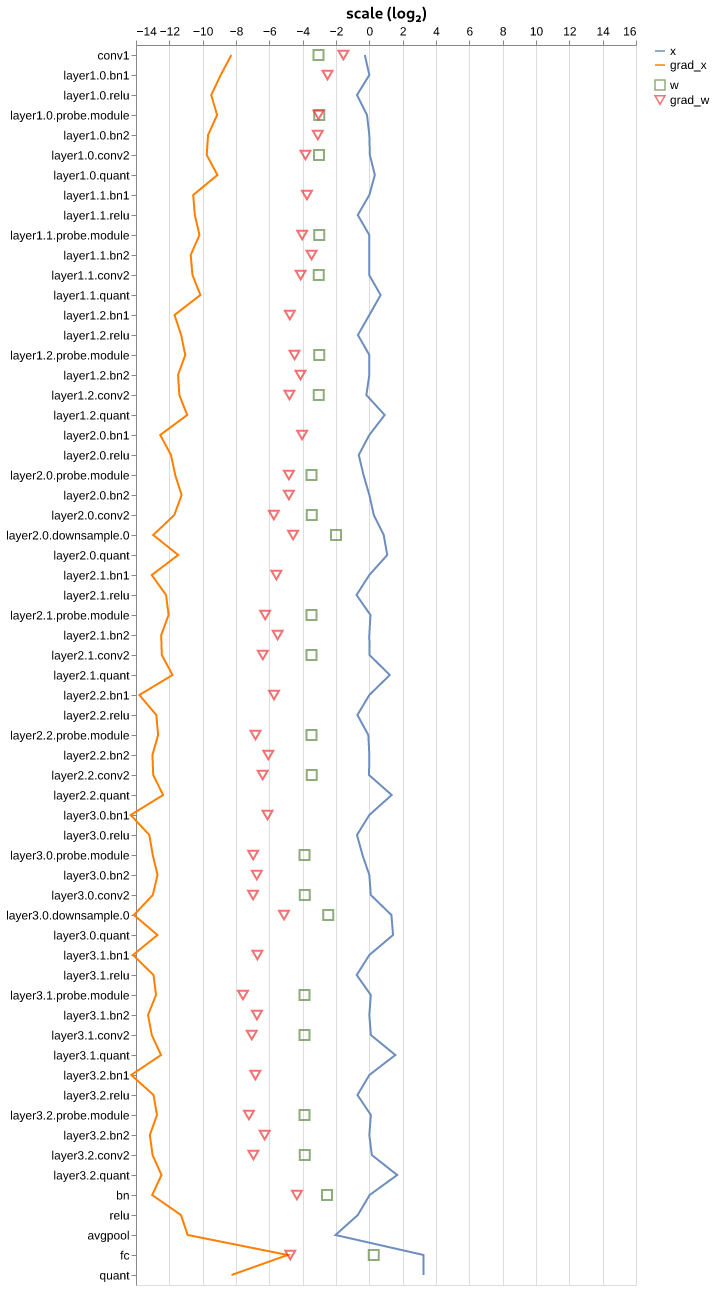 scale (log₂)
−14 −12 −10 −8 −6 −4 −2 0 2 4 6 8 10 12 14 16
x
grad_x
w
grad_w
conv1
layer1.0.bn1
layer1.0.relu
layer1.0.probe.module
layer1.0.bn2
layer1.0.conv2
layer1.0.quant
layer1.1.bn1
layer1.1.relu
layer1.1.probe.module
layer1.1.bn2
layer1.1.conv2
layer1.1.quant
layer1.2.bn1
layer1.2.relu
layer1.2.probe.module
layer1.2.bn2
layer1.2.conv2
layer1.2.quant
layer2.0.bn1
layer2.0.relu
layer2.0.probe.module
layer2.0.bn2
layer2.0.conv2
layer2.0.downsample.0
layer2.0.quant
layer2.1.bn1
layer2.1.relu
layer2.1.probe.module
layer2.1.bn2
layer2.1.conv2
layer2.1.quant
layer2.2.bn1
layer2.2.relu
layer2.2.probe.module
layer2.2.bn2
layer2.2.conv2
layer2.2.quant
layer3.0.bn1
layer3.0.relu
layer3.0.probe.module
layer3.0.bn2
layer3.0.conv2
layer3.0.downsample.0
layer3.0.quant
layer3.1.bn1
layer3.1.relu
layer3.1.probe.module
layer3.1.bn2
layer3.1.conv2
layer3.1.quant
layer3.2.bn1
layer3.2.relu
layer3.2.probe.module
layer3.2.bn2
layer3.2.conv2
layer3.2.quant
bn
relu
avgpool
fc
quant